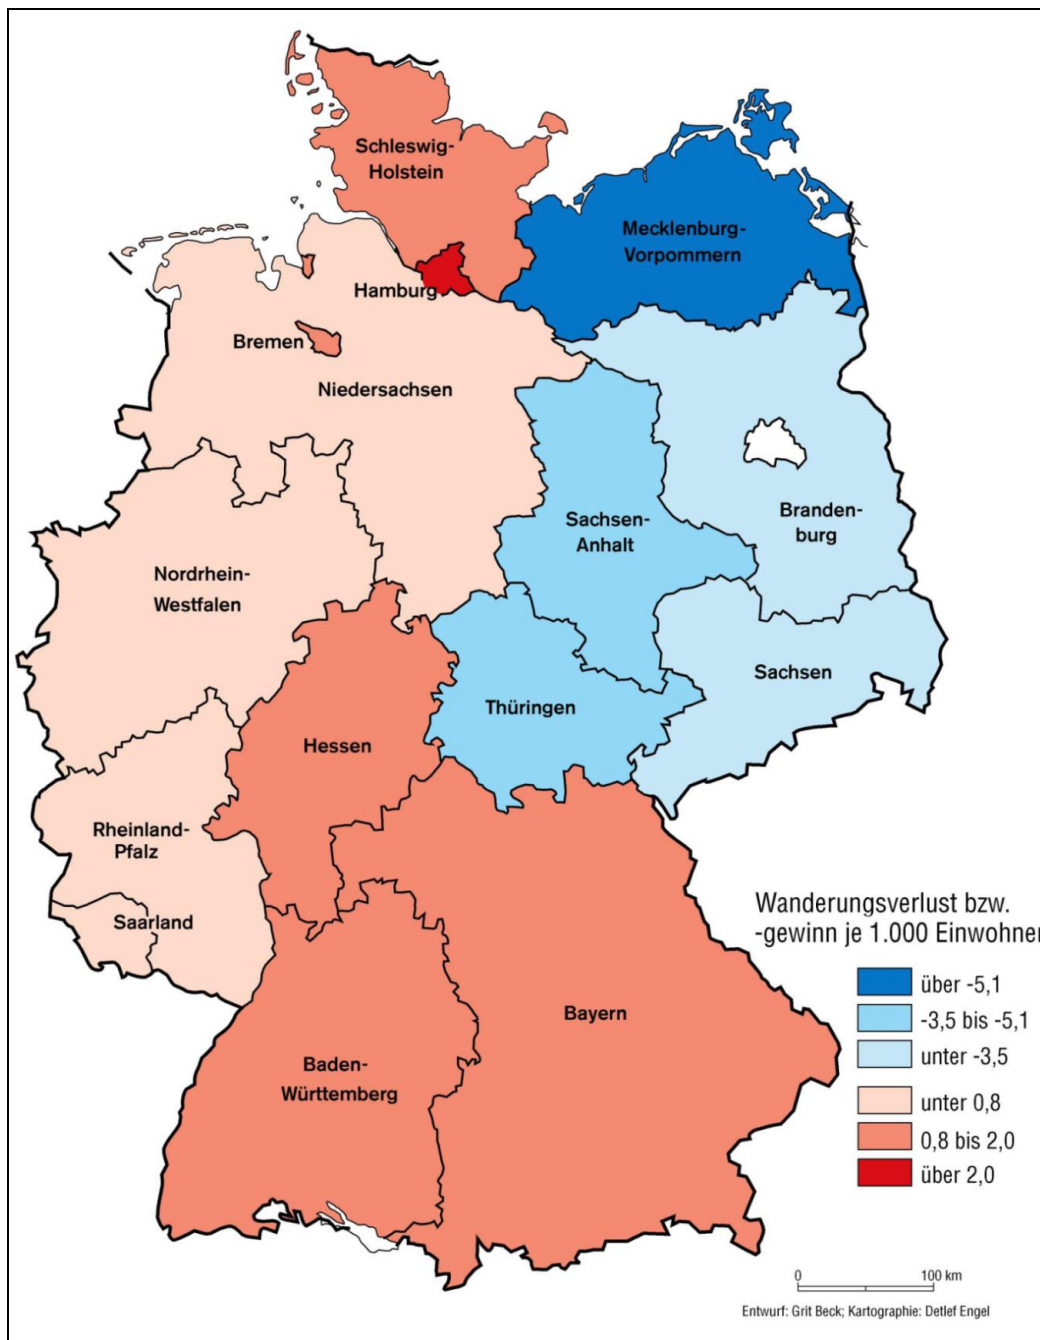 Schleswig-
Holstein
Mecklenburg-
Vorpommern
Hamburg
Bremen
Niedersachsen
Sachsen-
Anhalt
Branden-
burg
Nordrhein-
Westfalen
Sachsen
Thüringen
Hessen
Rheinland-
Pfalz
Saarland
Bayern
Baden-
Württemberg
Wanderungsverlust bzw.
-gewinn je 1.000 Einwohner
über -5,1
-3,5 bis -5,1
unter -3,5
unter 0,8
0,8 bis 2,0
über 2,0
0 100 km
Entwurf: Grit Beck; Kartographie: Detlef Engel